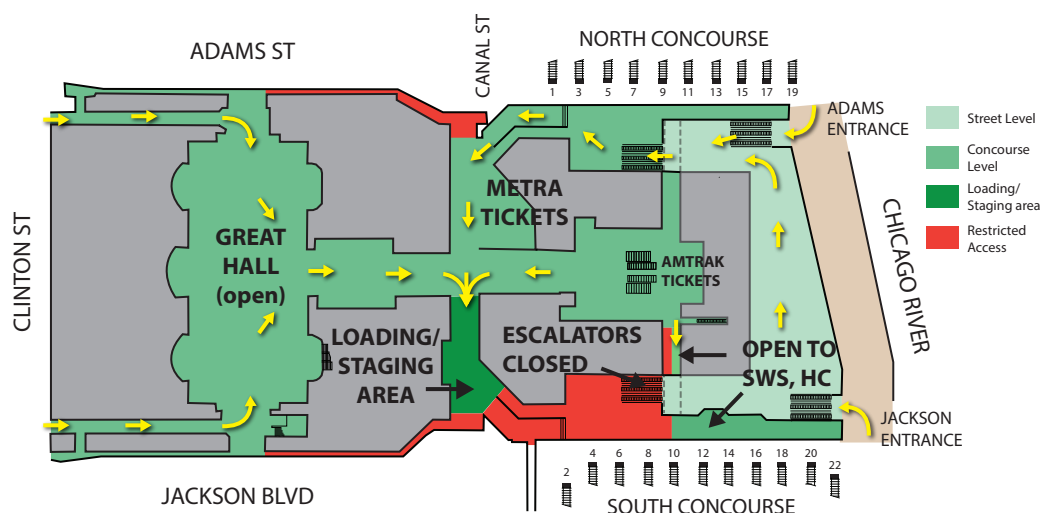 ADAMS ST
CANAL ST
NORTH CONCOURSE
1 3 5 7 9 11 13 15 17 19
ADAMS
ENTRANCE
Street Level
Concourse
Level
Loading/
Staging area
Restricted
Access
CLINTON ST
GREAT
HALL
(open)
METRA
TICKETS
AMTRAK
TICKETS
CHICAGO RIVER
LOADING/
STAGING
AREA
ESCALATORS
CLOSED
OPEN TO
SWS, HC
JACKSON
ENTRANCE
2 4 6 8 10 12 14 16 18 20 22
JACKSON BLVD
SOUTH CONCOURSE